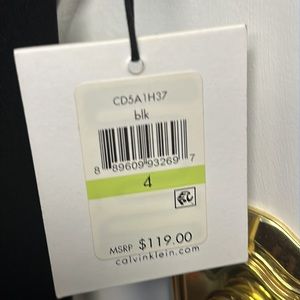 CD5A1H37
blk
8 89609 93269 7
4
MSRP $119.00
calvinklein.com